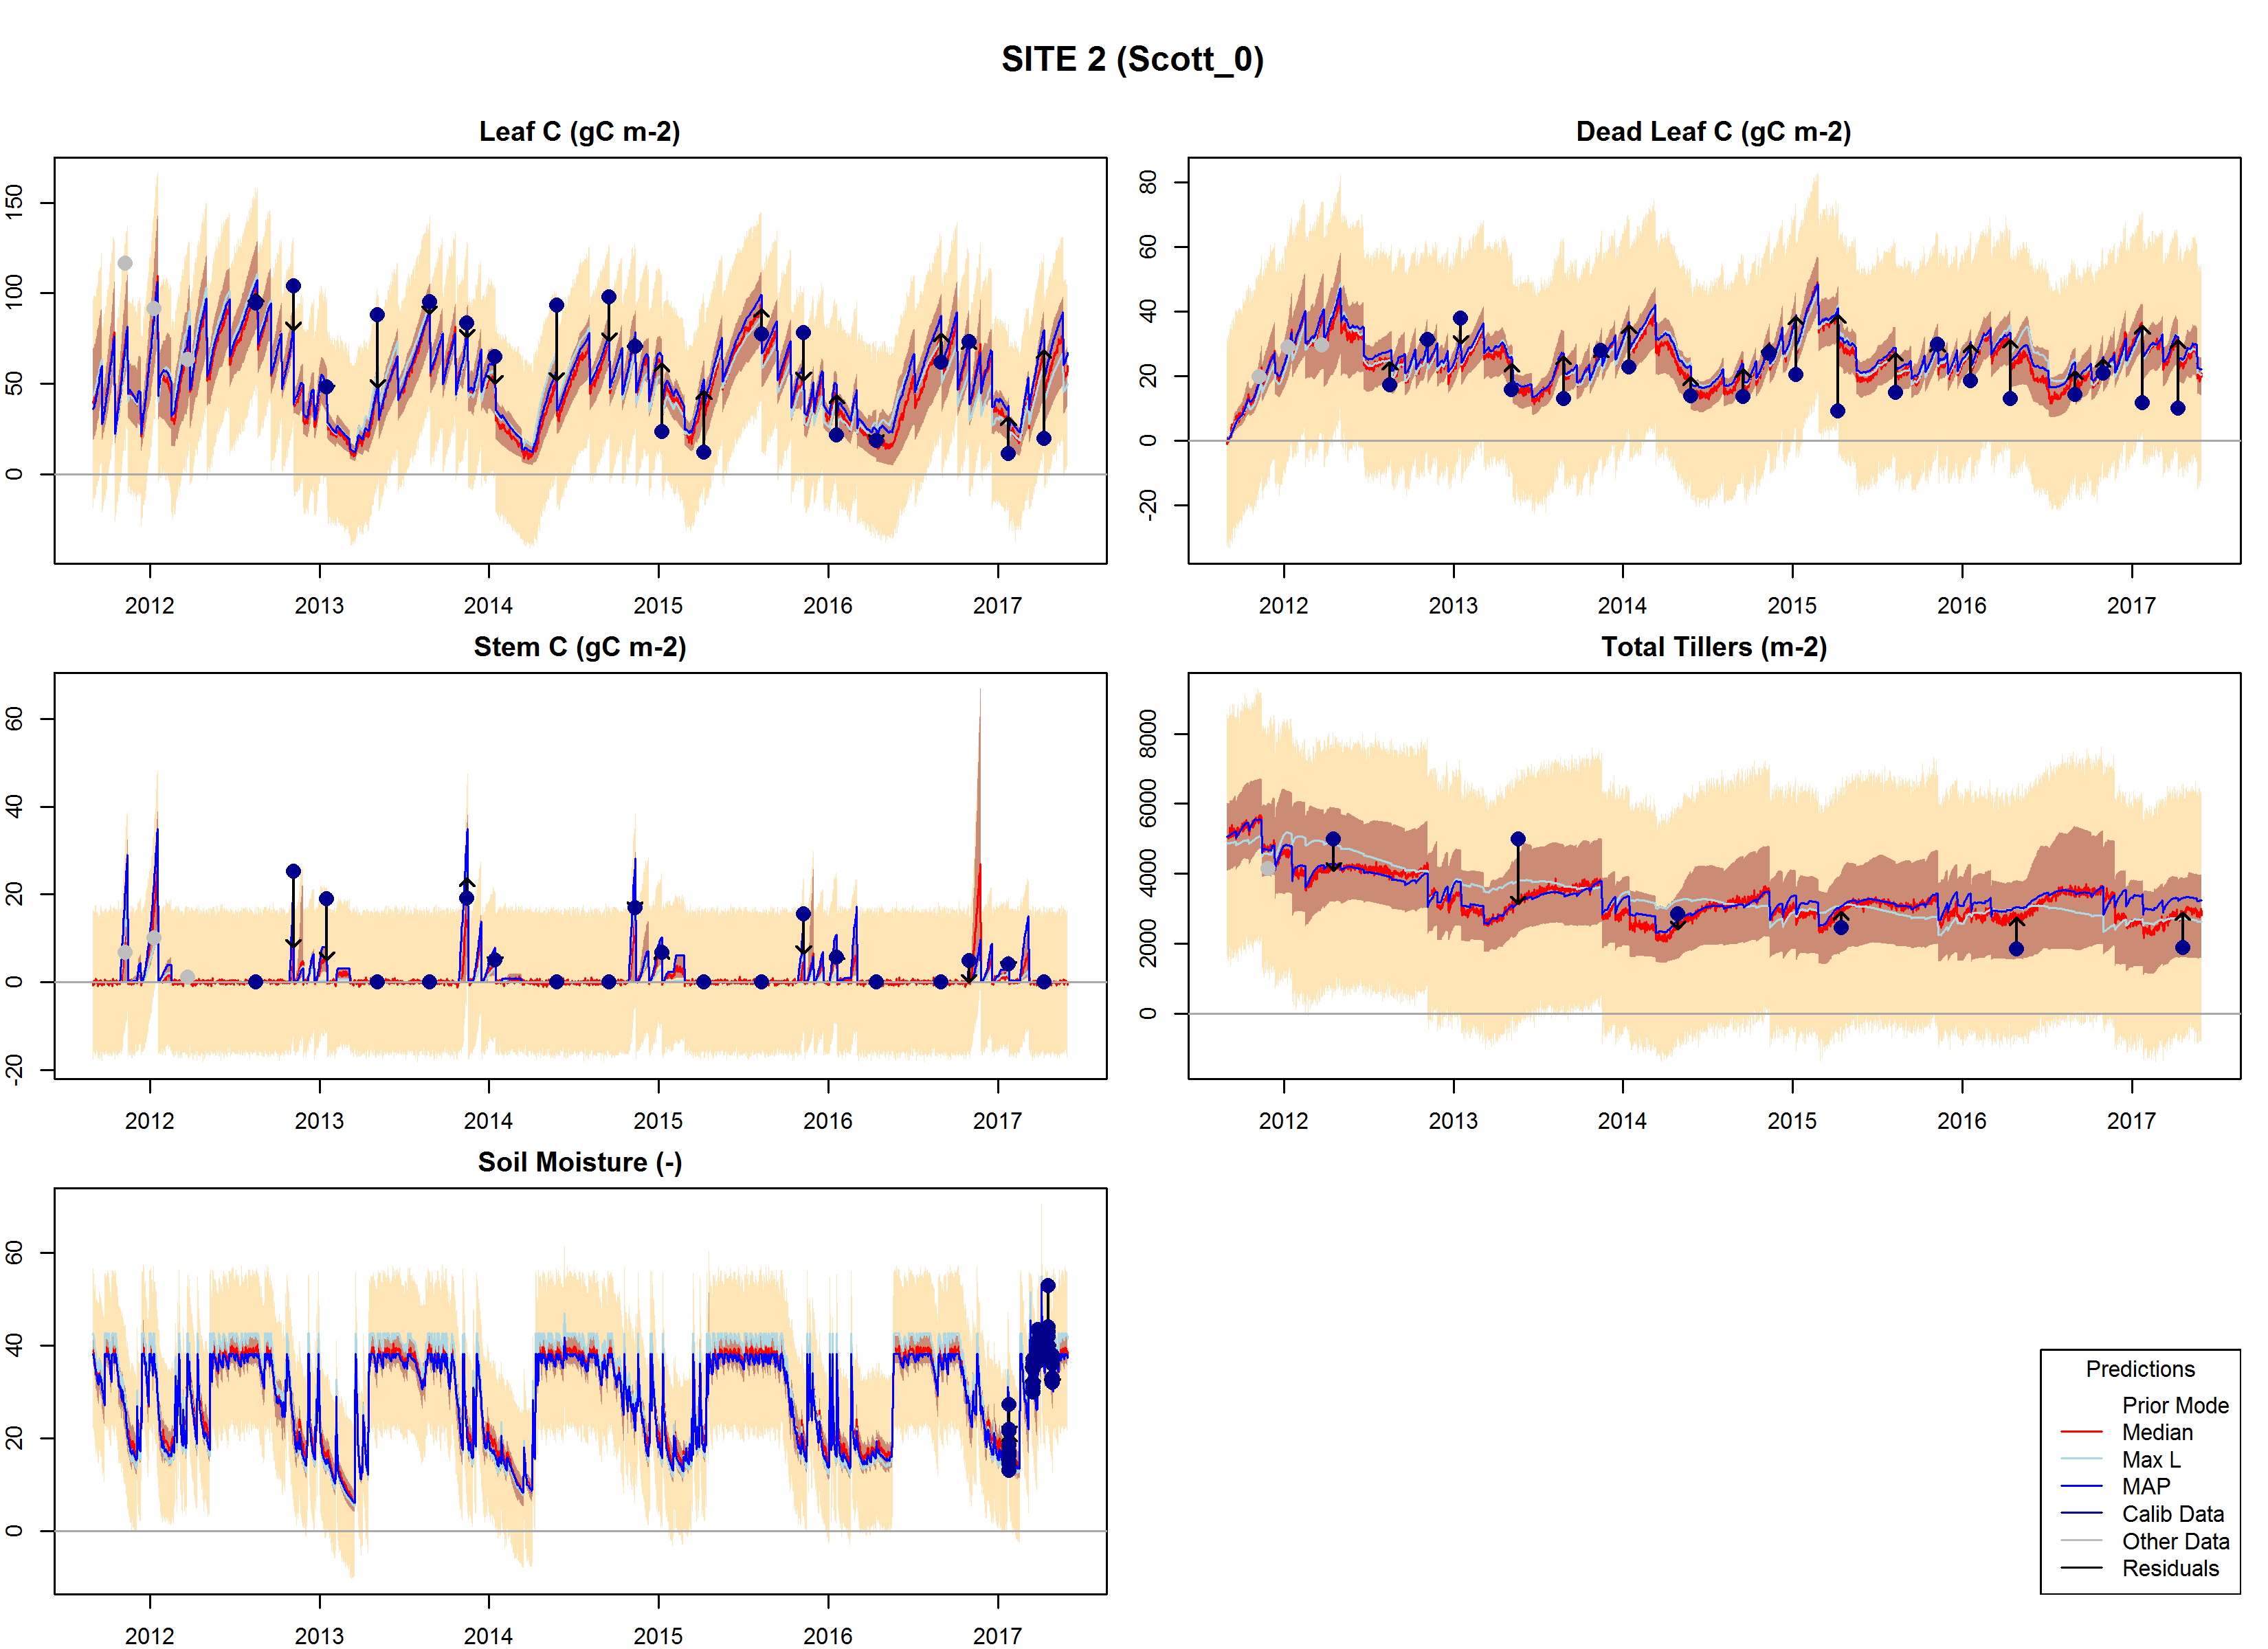 SITE 2 (Scott_0)
Leaf C (gC m-2)
150
100
50
0
2012 2013 2014 2015 2016 2017
Dead Leaf C (gC m-2)
80
60
40
20
0
-20
2012 2013 2014 2015 2016 2017
Stem C (gC m-2)
60
40
20
0
-20
2012 2013 2014 2015 2016 2017
Total Tillers (m-2)
8000
6000
4000
2000
0
2012 2013 2014 2015 2016 2017
Soil Moisture (-)
60
40
20
0
2012 2013 2014 2015 2016 2017
Predictions
Prior Mode
Median
Max L
MAP
Calib Data
Other Data
Residuals